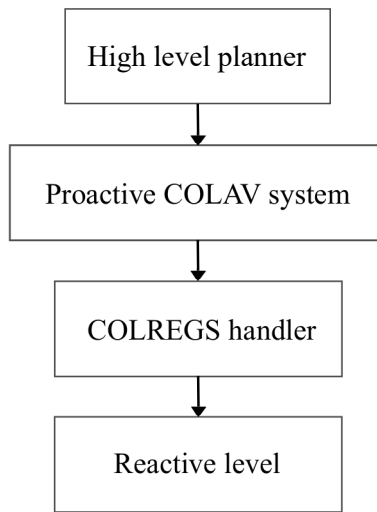 High level planner
Proactive COLAV system
COLREGS handler
Reactive level